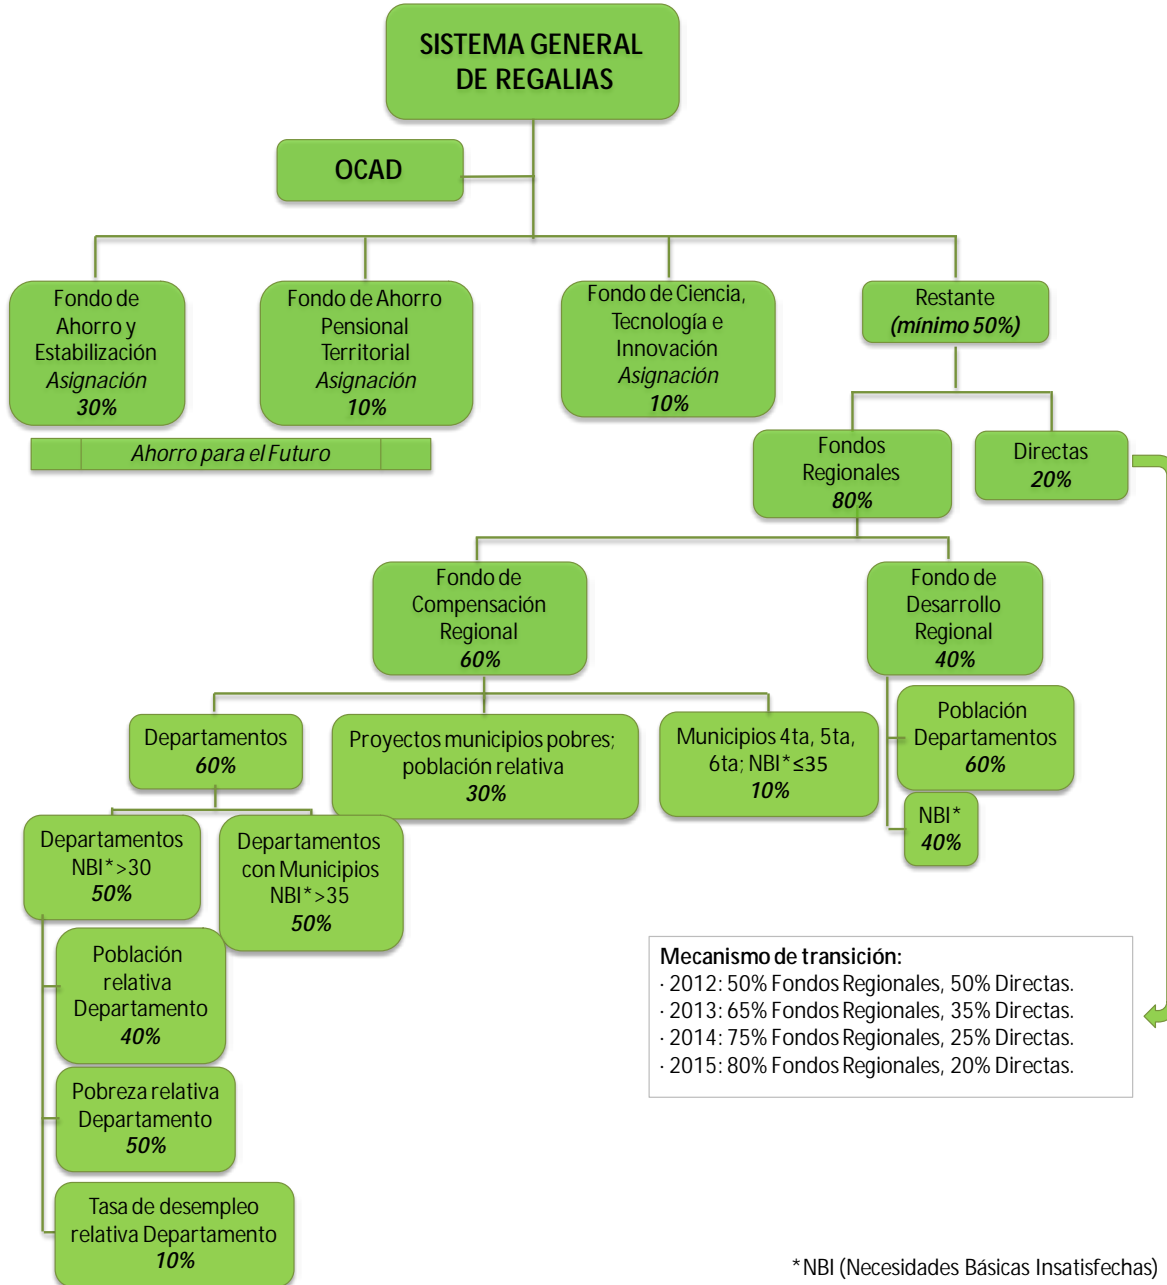 SISTEMA GENERAL
DE REGALIAS
OCAD
Fondo de
Ahorro y
Estabilización
Asignación
30%
Fondo de Ahorro
Pensional
Territorial
Asignación
10%
Fondo de Ciencia,
Tecnología e
Innovación
Asignación
10%
Restante
(mínimo 50%)
Ahorro para el Futuro
Fondos
Regionales
80%
Directas
20%
Fondo de
Compensación
Regional
60%
Fondo de
Desarrollo
Regional
40%
Departamentos
60%
Proyectos municipios pobres;
población relativa
30%
Municipios 4ta, 5ta,
6ta; NBI*≤35
10%
Población
Departamentos
60%
NBI*
40%
Departamentos
NBI*>30
50%
Departamentos
con Municipios
NBI*>35
50%
Población
relativa
Departamento
40%
Pobreza relativa
Departamento
50%
Tasa de desempleo
relativa Departamento
10%
Mecanismo de transición:
· 2012: 50% Fondos Regionales, 50% Directas.
· 2013: 65% Fondos Regionales, 35% Directas.
· 2014: 75% Fondos Regionales, 25% Directas.
· 2015: 80% Fondos Regionales, 20% Directas.
*NBI (Necesidades Básicas Insatisfechas)